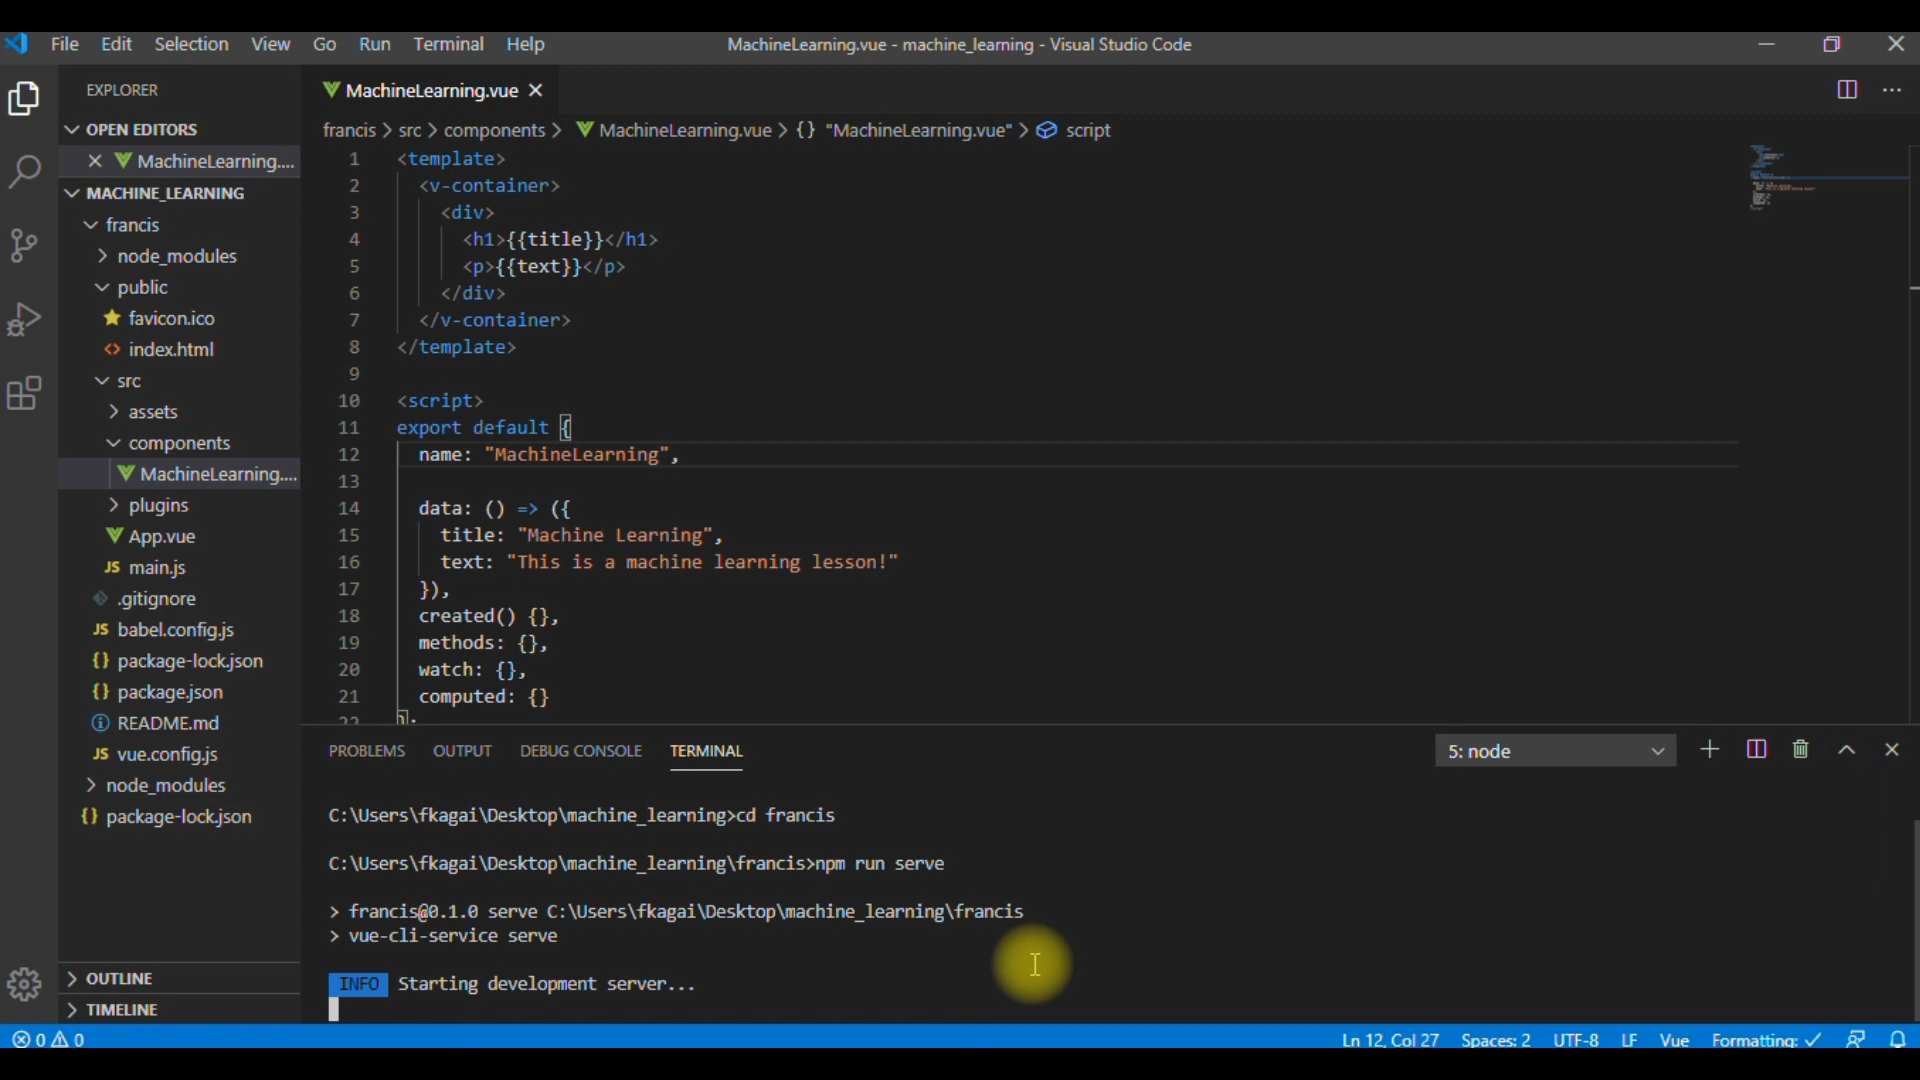 File Edit Selection View Go Run Terminal Help
MachineLearning.vue - machine_learning - Visual Studio Code
EXPLORER
OPEN EDITORS
MachineLearning....
MACHINE_LEARNING
francis
node_modules
public
favicon.ico
index.html
src
assets
components
MachineLearning....
plugins
App.vue
JS main.js
.gitignore
JS babel.config.js
{} package-lock.json
{} package.json
README.md
JS vue.config.js
node_modules
{} package-lock.json
OUTLINE
TIMELINE
MachineLearning.vue
francis > src > components > MachineLearning.vue > {} "MachineLearning.vue" > script
1 <template>
2 <v-container>
3 <div>
4 <h1>{{title}}</h1>
5 <p>{{text}}</p>
6 </div>
7 </v-container>
8 </template>
9
10 <script>
11 export default {
12 name: "MachineLearning",
13
14 data: () => ({
15 title: "Machine Learning",
16 text: "This is a machine learning lesson!"
17 }),
18 created() {},
19 methods: {},
20 watch: {},
21 computed: {}
22 };
PROBLEMS OUTPUT DEBUG CONSOLE TERMINAL
5: node
C:\Users\fkagai\Desktop\machine_learning>cd francis
C:\Users\fkagai\Desktop\machine_learning\francis>npm run serve
> francis@0.1.0 serve C:\Users\fkagai\Desktop\machine_learning\francis
> vue-cli-service serve
INFO Starting development server...
0 0
Ln 12, Col 27 Spaces: 2 UTF-8 LF Vue Formatting: ✓